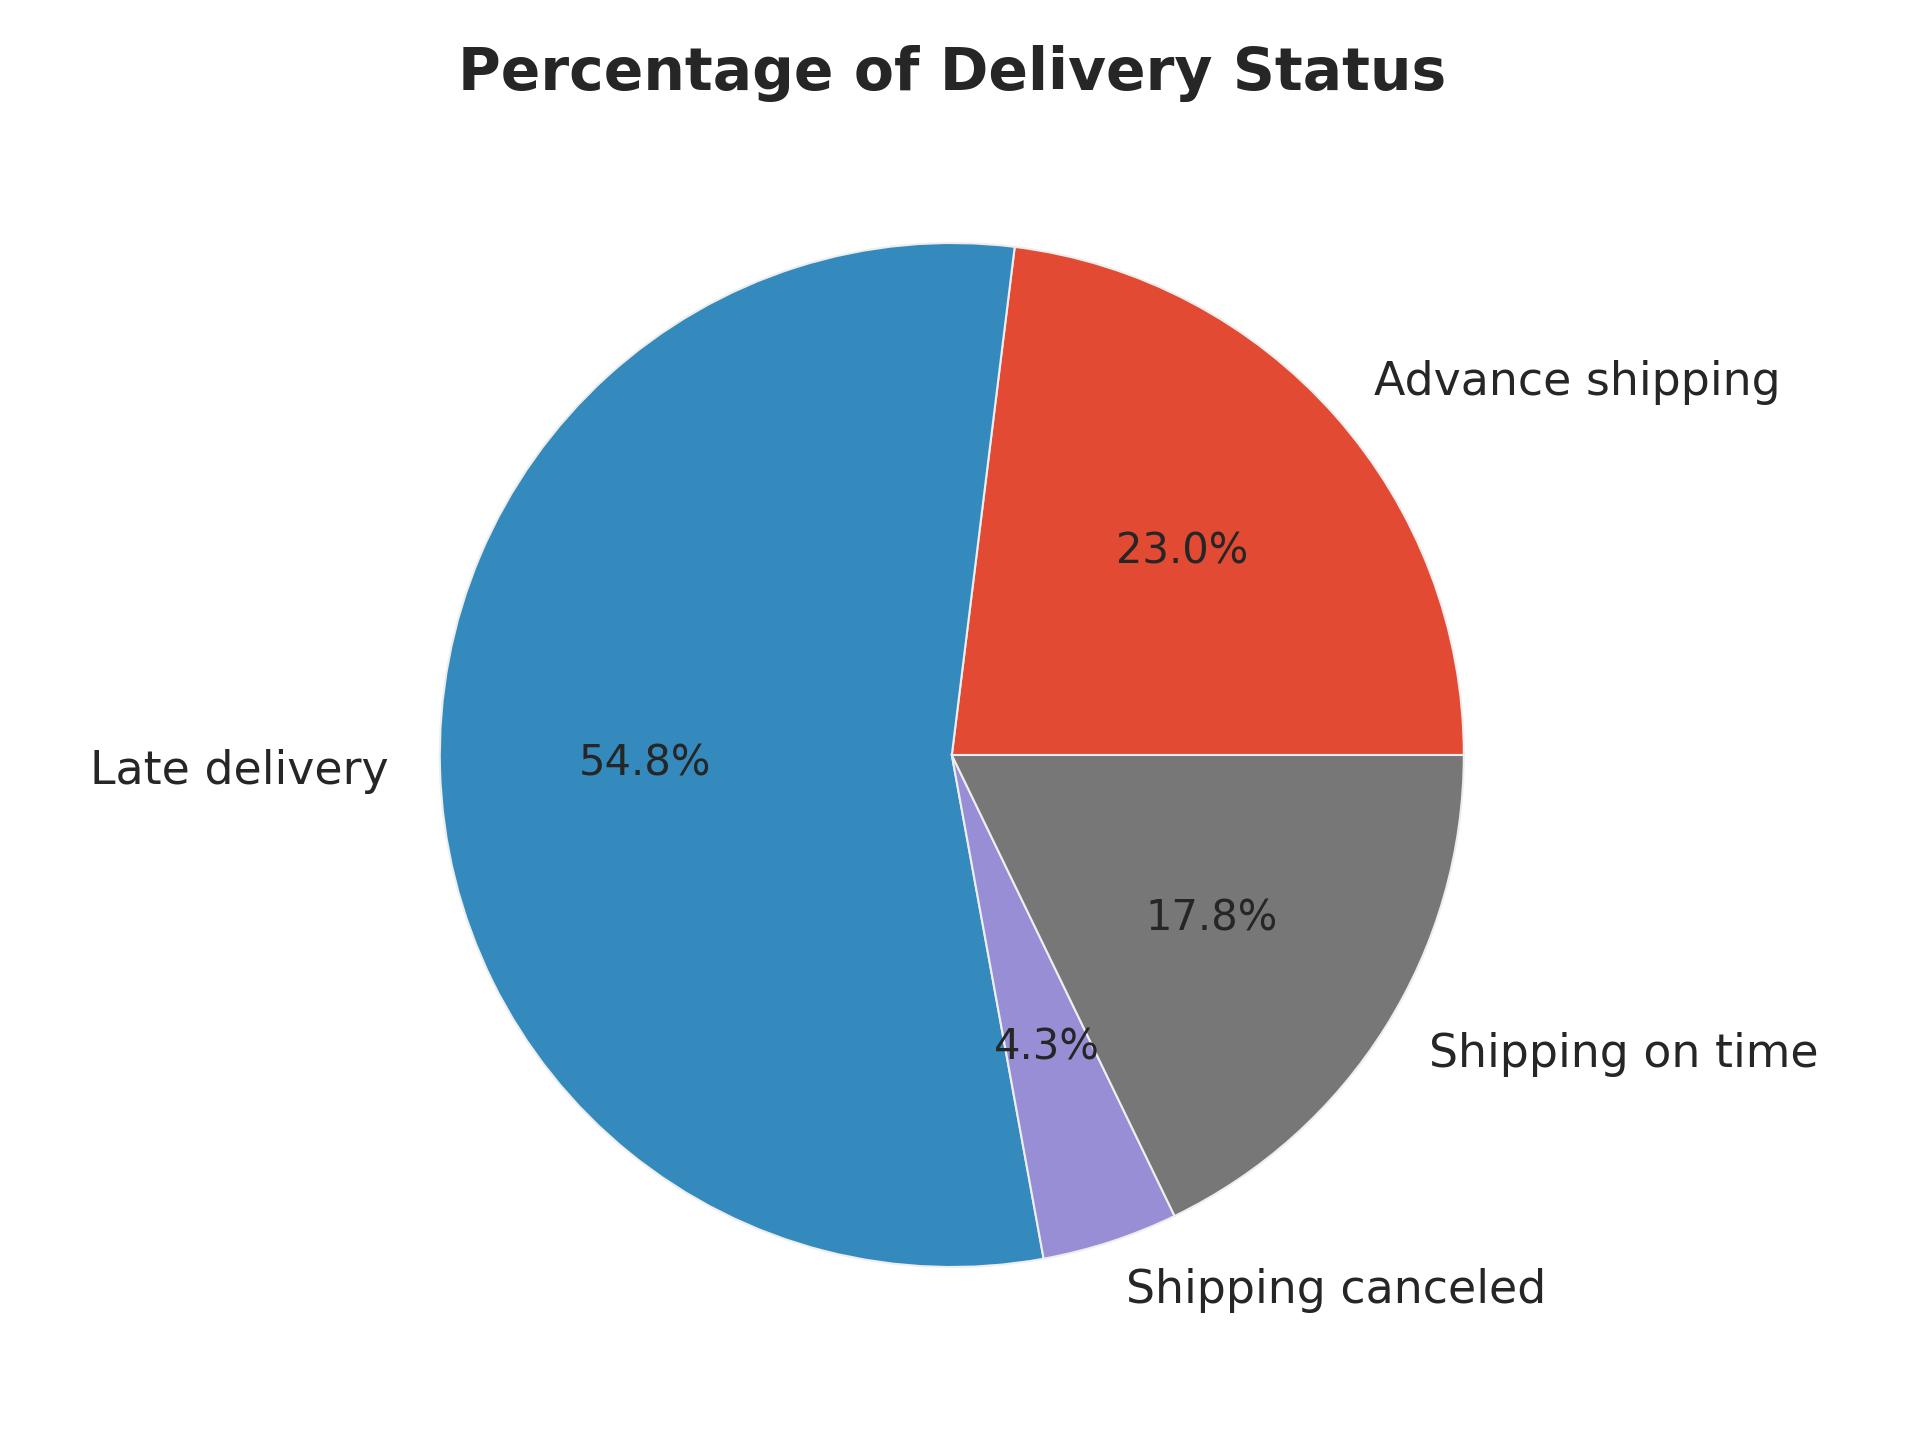 Percentage of Delivery Status
Advance shipping
23.0%
Late delivery
54.8%
17.8%
Shipping on time
4.3%
Shipping canceled